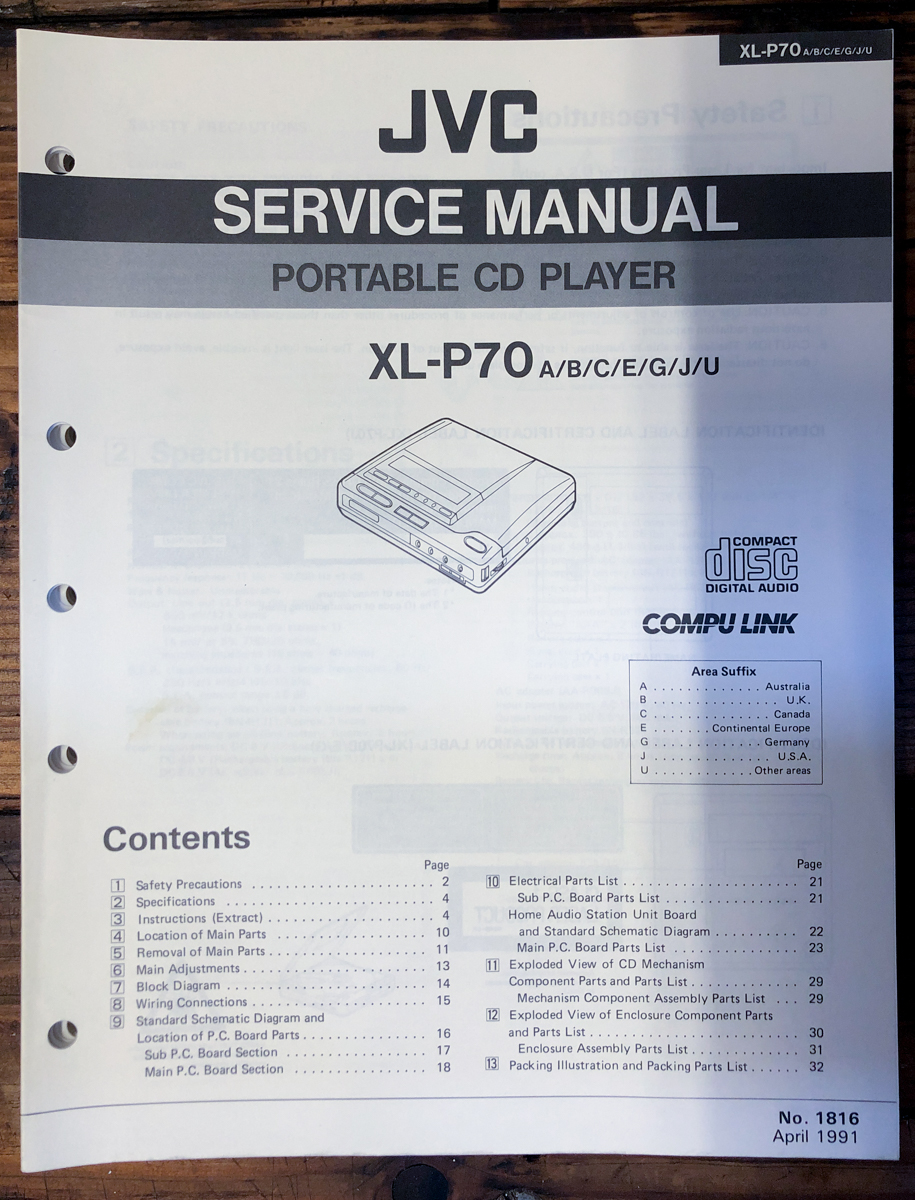 XL-P70 A/B/C/E/G/J/U
JVC
SERVICE MANUAL
PORTABLE CD PLAYER
XL-P70 A/B/C/E/G/J/U
COMPACT
disc
DIGITAL AUDIO
COMPU LINK
Area Suffix
A . . . . . . . . . . . . . Australia
B . . . . . . . . . . . . . . . U.K.
C . . . . . . . . . . . . . . Canada
E . . . . . . . Continental Europe
G . . . . . . . . . . . . . Germany
J . . . . . . . . . . . . . . U.S.A.
U . . . . . . . . . . . . Other areas
Contents
Page
1 Safety Precautions . . . . . . . . . . . . . . . . . . . . . . 2
2 Specifications . . . . . . . . . . . . . . . . . . . . . . . . . 4
3 Instructions (Extract) . . . . . . . . . . . . . . . . . . . . 4
4 Location of Main Parts . . . . . . . . . . . . . . . . . . . 10
5 Removal of Main Parts . . . . . . . . . . . . . . . . . . . . 11
6 Main Adjustments . . . . . . . . . . . . . . . . . . . . . . . 13
7 Block Diagram . . . . . . . . . . . . . . . . . . . . . . . . . 14
8 Wiring Connections . . . . . . . . . . . . . . . . . . . . . . 15
9 Standard Schematic Diagram and
Location of P.C. Board Parts . . . . . . . . . . . . . . . 16
Sub P.C. Board Section . . . . . . . . . . . . . . . . . 17
Main P.C. Board Section . . . . . . . . . . . . . . . . 18
Page
10 Electrical Parts List . . . . . . . . . . . . . . . . . . . . . 21
Sub P.C. Board Parts List . . . . . . . . . . . . . . . . 21
Home Audio Station Unit Board
and Standard Schematic Diagram . . . . . . . . . . 22
Main P.C. Board Parts List . . . . . . . . . . . . . . . 23
11 Exploded View of CD Mechanism
Component Parts and Parts List . . . . . . . . . . . . . 29
Mechanism Component Assembly Parts List . . . 29
12 Exploded View of Enclosure Component Parts
and Parts List . . . . . . . . . . . . . . . . . . . . . . . . . 30
Enclosure Assembly Parts List . . . . . . . . . . . . . 31
13 Packing Illustration and Packing Parts List . . . . . . 32
No. 1816
April 1991